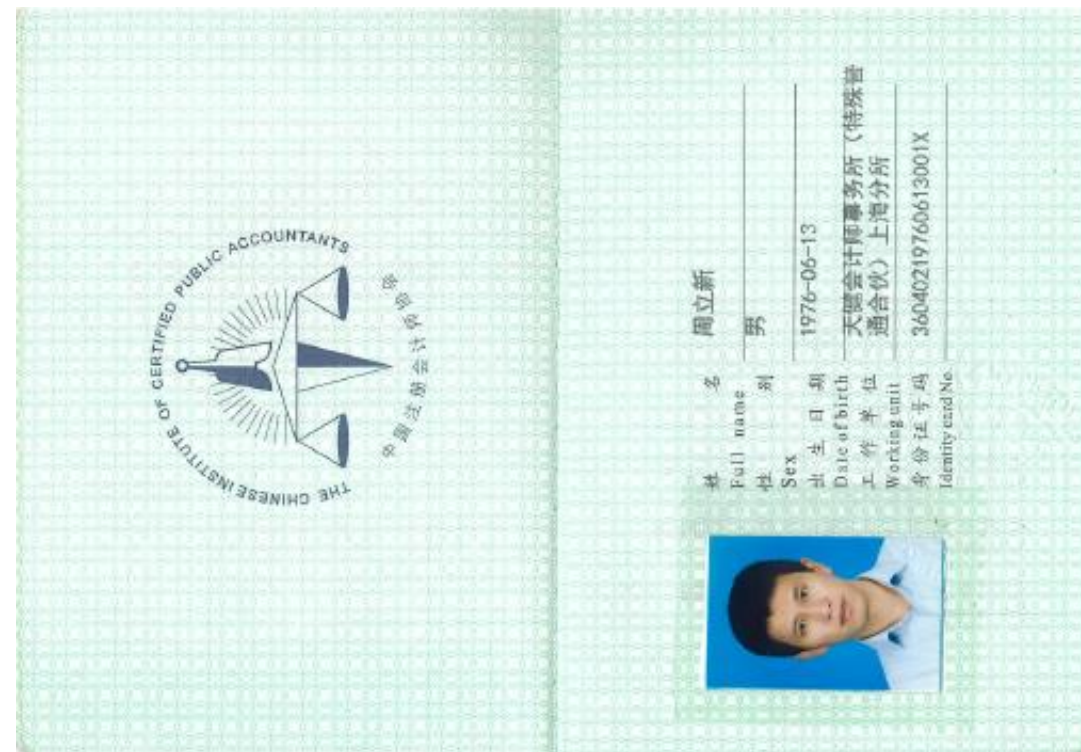 THE CHINESE INSTITUTE OF CERTIFIED PUBLIC ACCOUNTANTS
中国注册会计师协会
姓名 周立新
Full name
性别 男
Sex
出生日期 1976-06-13
Date of birth
工作单位 天健会计师事务所（特殊普
通合伙）上海分所
Working unit
身份证号码 36040219760613001X
Identity card No.